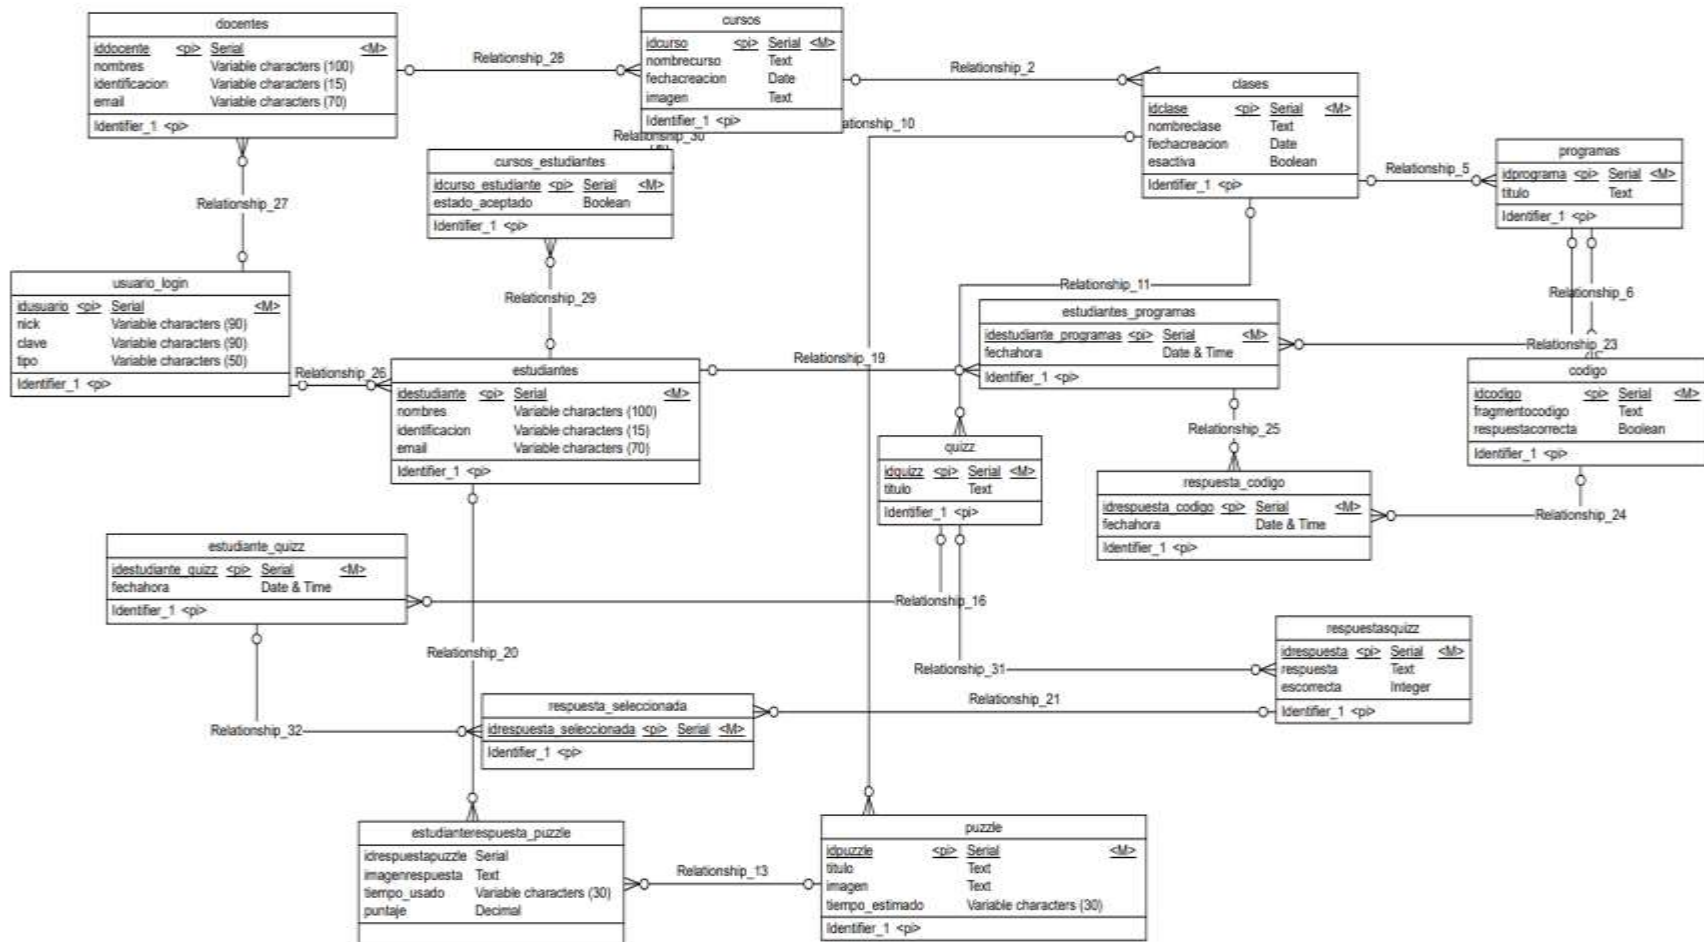 docentes
iddocente <pi> Serial <M>
nombres Variable characters (100)
identificacion Variable characters (15)
email Variable characters (70)
Identifier_1 <pi>
Relationship_28
cursos
idcurso <pi> Serial <M>
nombrecurso Text
fechacreacion Date
imagen Text
Identifier_1 <pi>
Relationship_2
clases
idclase <pi> Serial <M>
nombreclase Text
fechacreacion Date
esactiva Boolean
Identifier_1 <pi>
Relationship_30
ationship_10
cursos_estudiantes
idcurso_estudiante <pi> Serial <M>
estado_aceptado Boolean
Identifier_1 <pi>
Relationship_5
programas
idprograma <pi> Serial <M>
titulo Text
Identifier_1 <pi>
Relationship_27
usuario_login
idusuario <pi> Serial <M>
nick Variable characters (90)
clave Variable characters (90)
tipo Variable characters (50)
Identifier_1 <pi>
Relationship_29
Relationship_11
Relationship_6
estudiantes_programas
idestudiante_programas <pi> Serial <M>
fechahora Date & Time
Identifier_1 <pi>
Relationship_23
Relationship_26
Relationship_19
estudiantes
idestudiante <pi> Serial <M>
nombres Variable characters (100)
identificacion Variable characters (15)
email Variable characters (70)
Identifier_1 <pi>
codigo
idcodigo <pi> Serial <M>
fragmentocodigo Text
respuestacorrecta Boolean
Identifier_1 <pi>
Relationship_25
quizz
idquizz <pi> Serial <M>
titulo Text
Identifier_1 <pi>
respuesta_codigo
idrespuesta_codigo <pi> Serial <M>
fechahora Date & Time
Identifier_1 <pi>
Relationship_24
estudiante_quizz
idestudiante_quizz <pi> Serial <M>
fechahora Date & Time
Identifier_1 <pi>
Relationship_16
Relationship_20
Relationship_31
respuestasquizz
idrespuesta <pi> Serial <M>
respuesta Text
escorrecta Integer
Identifier_1 <pi>
Relationship_21
Relationship_32
respuesta_seleccionada
idrespuesta_seleccionada <pi> Serial <M>
Identifier_1 <pi>
estudianterespuesta_puzzle
idrespuestapuzzle Serial
imagenrespuesta Text
tiempo_usado Variable characters (30)
puntaje Decimal
Relationship_13
puzzle
idpuzzle <pi> Serial <M>
titulo Text
imagen Text
tiempo_estimado Variable characters (30)
Identifier_1 <pi>